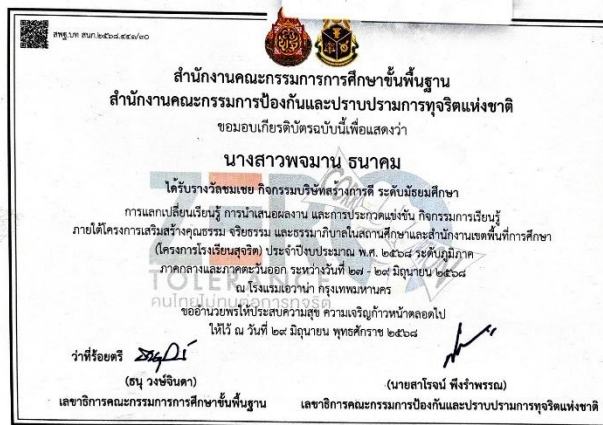 สพฐ.บท สนก.๒๕๖๘.๔๔๑/๓๐
สำนักงานคณะกรรมการการศึกษาขั้นพื้นฐาน
สำนักงานคณะกรรมการป้องกันและปราบปรามการทุจริตแห่งชาติ
ขอมอบเกียรติบัตรฉบับนี้เพื่อแสดงว่า
นางสาวพจมาน ธนาคม
ได้รับรางวัลชมเชย กิจกรรมบริษัทสร้างการดี ระดับมัธยมศึกษา
การแลกเปลี่ยนเรียนรู้ การนำเสนอผลงาน และการประกวดแข่งขัน กิจกรรมการเรียนรู้
ภายใต้โครงการเสริมสร้างคุณธรรม จริยธรรม และธรรมาภิบาลในสถานศึกษาและสำนักงานเขตพื้นที่การศึกษา
(โครงการโรงเรียนสุจริต) ประจำปีงบประมาณ พ.ศ. ๒๕๖๘ ระดับภูมิภาค
ภาคกลางและภาคตะวันออก ระหว่างวันที่ ๒๗ - ๒๙ มิถุนายน ๒๕๖๘
ณ โรงแรมเอวาน่า กรุงเทพมหานคร
ZERO
TOLERANCE
คนไทยไม่ทนต่อการทุจริต
ขออำนวยพรให้ประสบความสุข ความเจริญก้าวหน้าตลอดไป
ให้ไว้ ณ วันที่ ๒๙ มิถุนายน พุทธศักราช ๒๕๖๘
ว่าที่ร้อยตรี
(ธนุ วงษ์จินดา) (นายสาโรจน์ พึงรำพรรณ)
เลขาธิการคณะกรรมการการศึกษาขั้นพื้นฐาน เลขาธิการคณะกรรมการป้องกันและปราบปรามการทุจริตแห่งชาติ